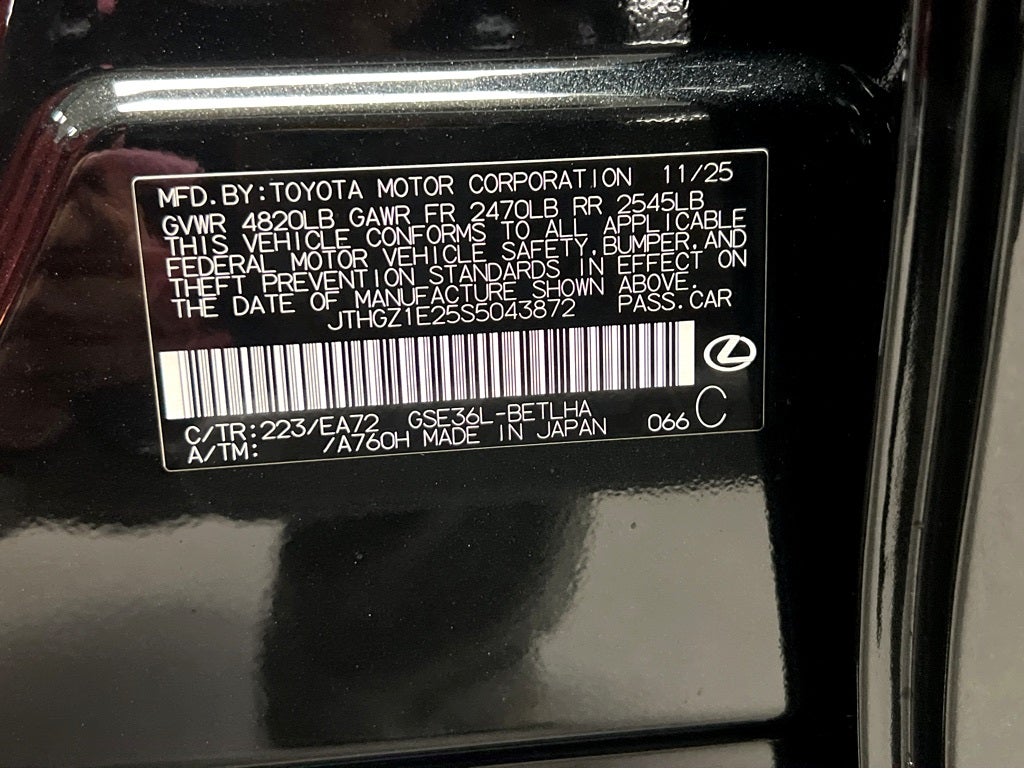 MFD.BY:TOYOTA MOTOR CORPORATION 11/25
GVWR 4820LB GAWR FR 2470LB RR 2545LB
THIS VEHICLE CONFORMS TO ALL APPLICABLE
FEDERAL MOTOR VEHICLE SAFETY,BUMPER,AND
THEFT PREVENTION STANDARDS IN EFFECT ON
THE DATE OF MANUFACTURE SHOWN ABOVE.
JTHGZ1E25S5043872 PASS.CAR
C/TR:223/EA72 GSE36L-BETLHA
A/TM: /A760H MADE IN JAPAN 066 C